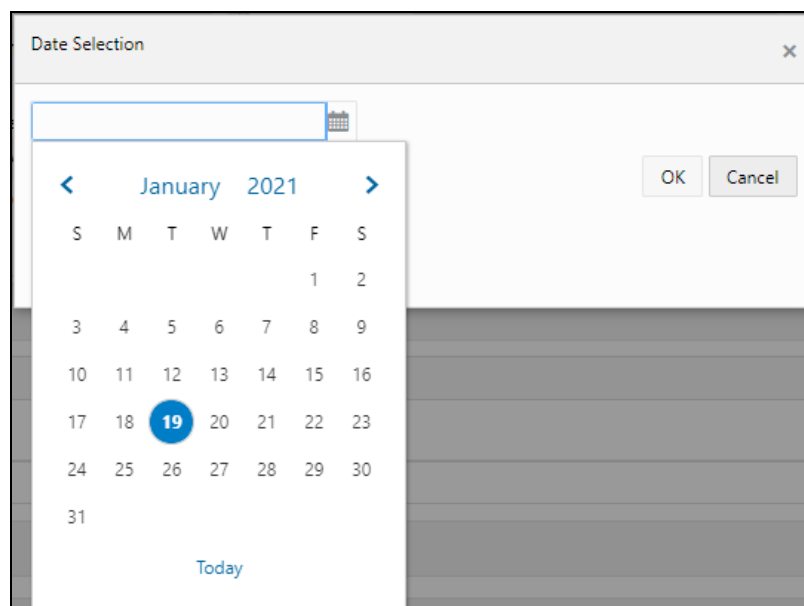 Date Selection ×
OK Cancel
January 2021
S M T W T F S
1 2
3 4 5 6 7 8 9
10 11 12 13 14 15 16
17 18 19 20 21 22 23
24 25 26 27 28 29 30
31
Today